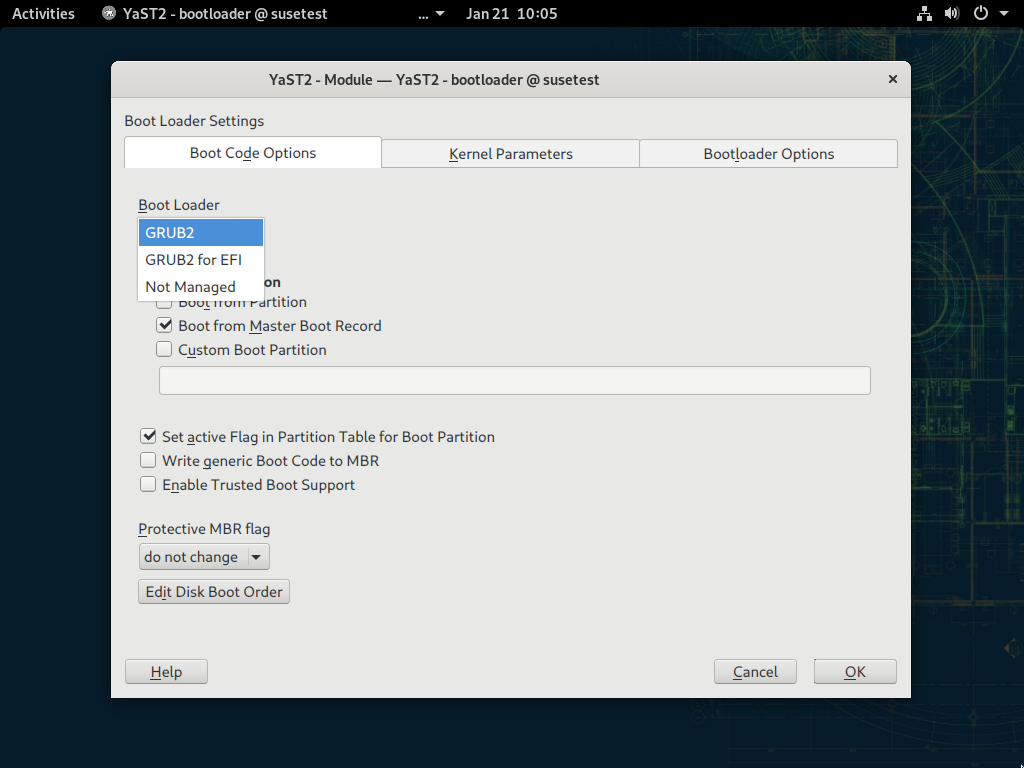 Activities YaST2 - bootloader @ susetest ... Jan 21 10:05
YaST2 - Module — YaST2 - bootloader @ susetest
Boot Loader Settings
Boot Code Options Kernel Parameters Bootloader Options
Boot Loader
GRUB2
GRUB2 for EFI
on
Not Managed
Boot from Partition
Boot from Master Boot Record
Custom Boot Partition
Set active Flag in Partition Table for Boot Partition
Write generic Boot Code to MBR
Enable Trusted Boot Support
Protective MBR flag
do not change
Edit Disk Boot Order
Help Cancel OK